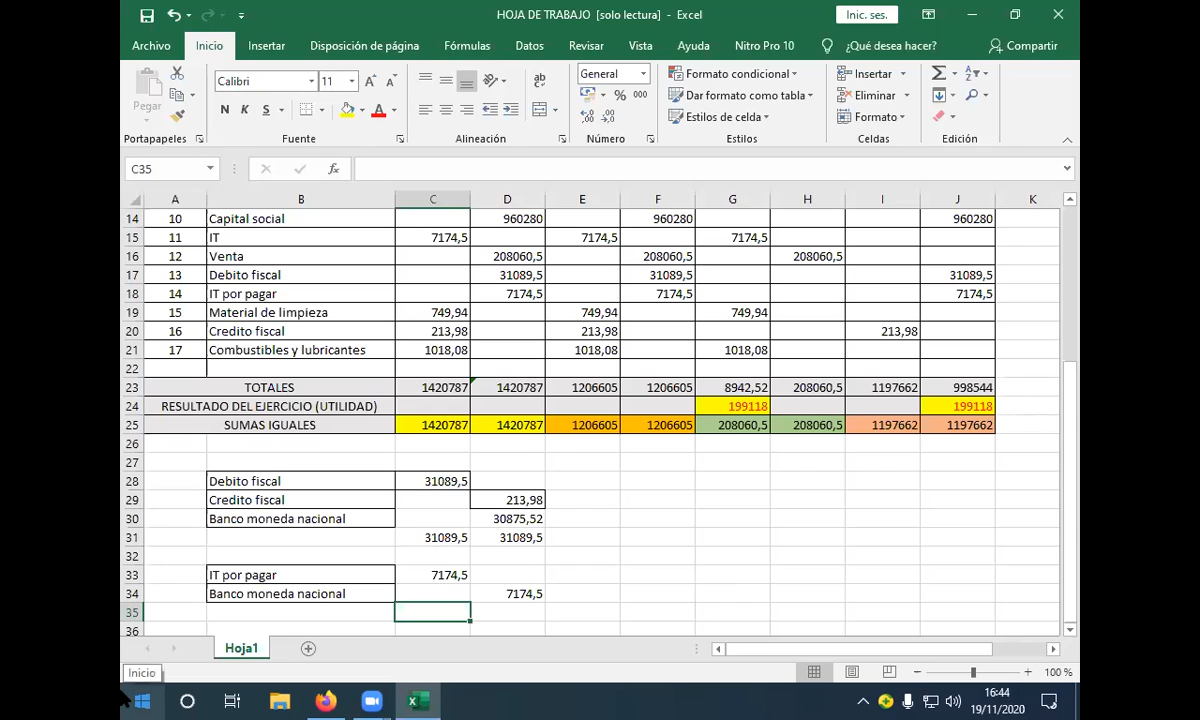 HOJA DE TRABAJO [solo lectura] - Excel Inic. ses.
Archivo Inicio Insertar Disposición de página Fórmulas Datos Revisar Vista Ayuda Nitro Pro 10 ¿Qué desea hacer? Compartir
Pegar
Calibri 11 A A
N K S A
ab
General
% 000
Formato condicional
Dar formato como tabla
Estilos de celda
Insertar
Eliminar
Formato
Portapapeles Fuente Alineación Número Estilos Celdas Edición
C35 fx
A B C D E F G H I J K
14 10 Capital social 960280 960280 960280
15 11 IT 7174,5 7174,5 7174,5
16 12 Venta 208060,5 208060,5 208060,5
17 13 Debito fiscal 31089,5 31089,5 31089,5
18 14 IT por pagar 7174,5 7174,5 7174,5
19 15 Material de limpieza 749,94 749,94 749,94
20 16 Credito fiscal 213,98 213,98 213,98
21 17 Combustibles y lubricantes 1018,08 1018,08 1018,08
22
23 TOTALES 1420787 1420787 1206605 1206605 8942,52 208060,5 1197662 998544
24 RESULTADO DEL EJERCICIO (UTILIDAD) 199118 199118
25 SUMAS IGUALES 1420787 1420787 1206605 1206605 208060,5 208060,5 1197662 1197662
26
27
28 Debito fiscal 31089,5
29 Credito fiscal 213,98
30 Banco moneda nacional 30875,52
31 31089,5 31089,5
32
33 IT por pagar 7174,5
34 Banco moneda nacional 7174,5
35
36
Hoja1
Inicio
100 %
16:44
19/11/2020